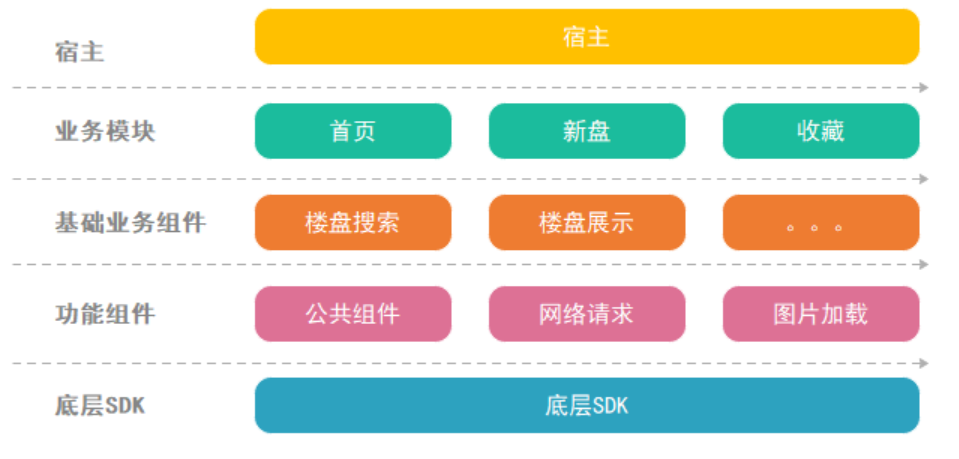 宿主
宿主
业务模块
首页
新盘
收藏
基础业务组件
楼盘搜索
楼盘展示
。。。
功能组件
公共组件
网络请求
图片加载
底层SDK
底层SDK